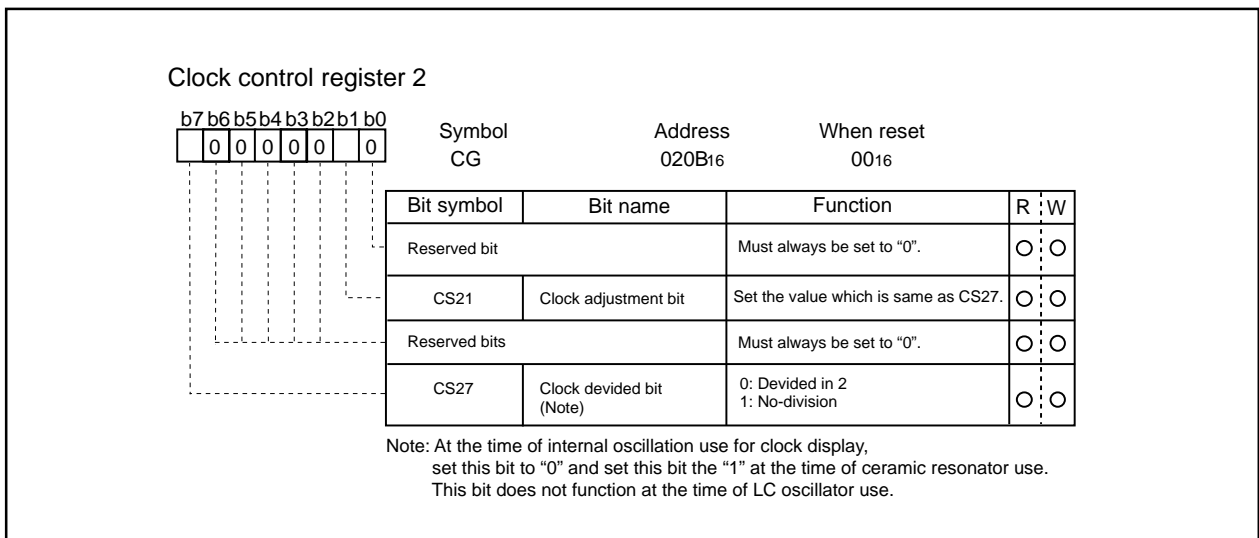 Clock control register 2
b7 b6 b5 b4 b3 b2 b1 b0
0 0 0 0 0 0
Symbol Address When reset
CG 020B16 0016
Bit symbol Bit name Function R W
Reserved bit Must always be set to “0”.
CS21 Clock adjustment bit Set the value which is same as CS27.
Reserved bits Must always be set to “0”.
CS27 Clock devided bit (Note) 0: Devided in 2
1: No-division
Note: At the time of internal oscillation use for clock display,
set this bit to “0” and set this bit the “1” at the time of ceramic resonator use.
This bit does not function at the time of LC oscillator use.